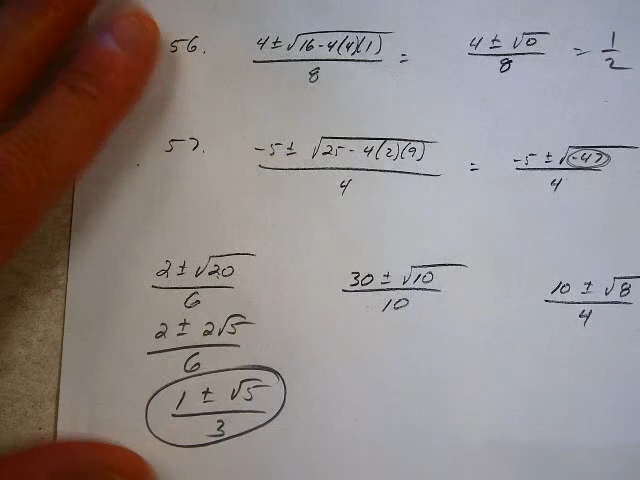 56. (4 ± √16 - 4(4)(1))/8 = (4 ± √0)/8 = 1/2
57. (-5 ± √25 - 4(2)(9))/4 = (-5 ± √-47)/4
(2 ± √20)/6 (30 ± √10)/10 (10 ± √8)/4
(2 ± 2√5)/6
(1 ± √5)/3